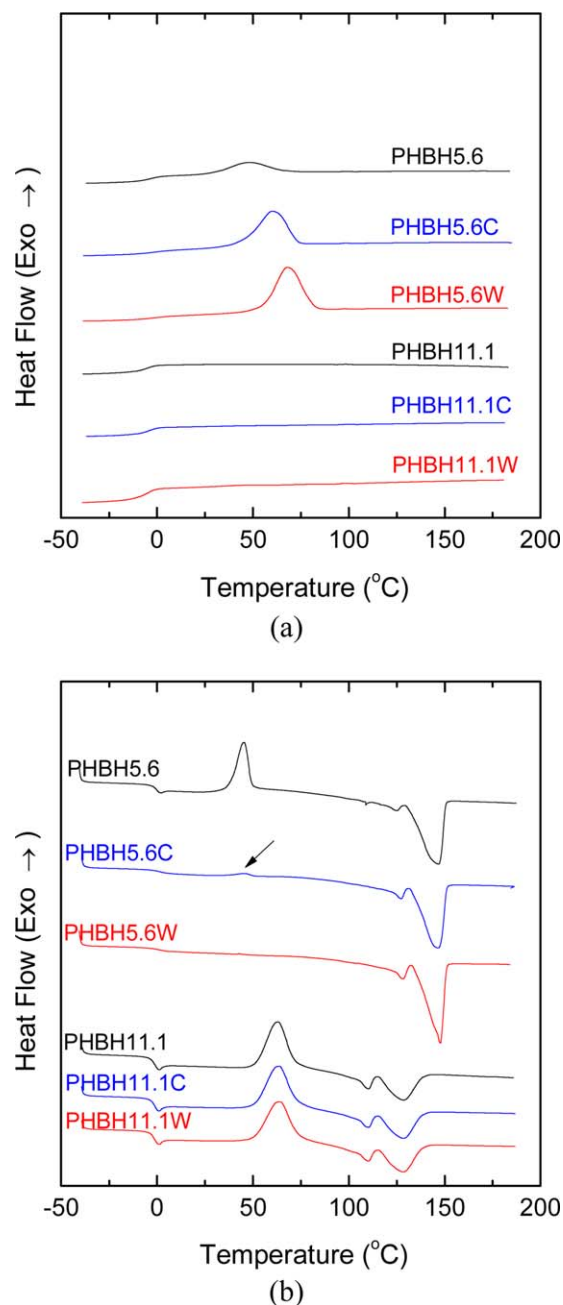 Heat Flow (Exo →)
PHBH5.6
PHBH5.6C
PHBH5.6W
PHBH11.1
PHBH11.1C
PHBH11.1W
-50 0 50 100 150 200
Temperature (°C)
(a)
Heat Flow (Exo →)
PHBH5.6
PHBH5.6C
PHBH5.6W
PHBH11.1
PHBH11.1C
PHBH11.1W
-50 0 50 100 150 200
Temperature (°C)
(b)